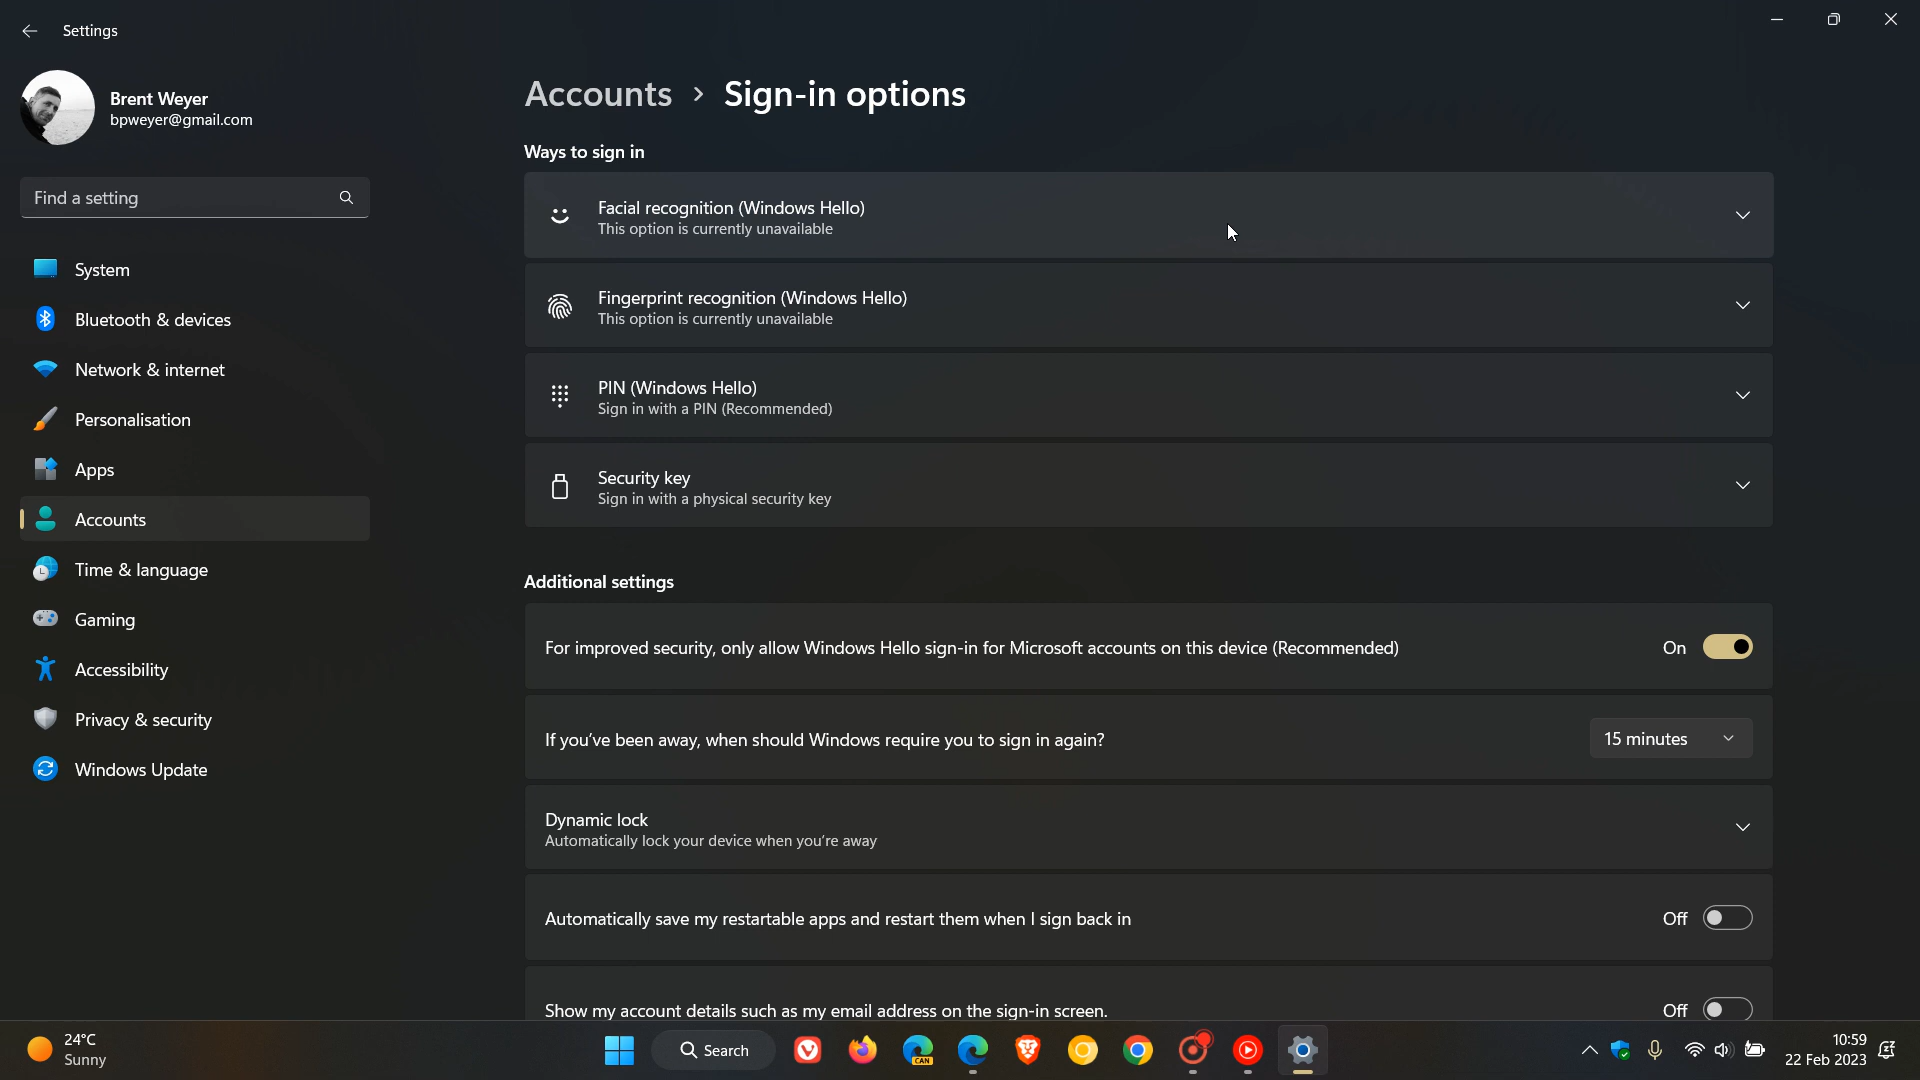 Settings
Brent Weyer
bpweyer@gmail.com
Find a setting
System
Bluetooth & devices
Network & internet
Personalisation
Apps
Accounts
Time & language
Gaming
Accessibility
Privacy & security
Windows Update
Accounts > Sign-in options
Ways to sign in
Facial recognition (Windows Hello)
This option is currently unavailable
Fingerprint recognition (Windows Hello)
This option is currently unavailable
PIN (Windows Hello)
Sign in with a PIN (Recommended)
Security key
Sign in with a physical security key
Additional settings
For improved security, only allow Windows Hello sign-in for Microsoft accounts on this device (Recommended) On
If you've been away, when should Windows require you to sign in again? 15 minutes
Dynamic lock
Automatically lock your device when you're away
Automatically save my restartable apps and restart them when I sign back in Off
Show my account details such as my email address on the sign-in screen. Off
24°C
Sunny
Search
CAN
10:59
22 Feb 2023